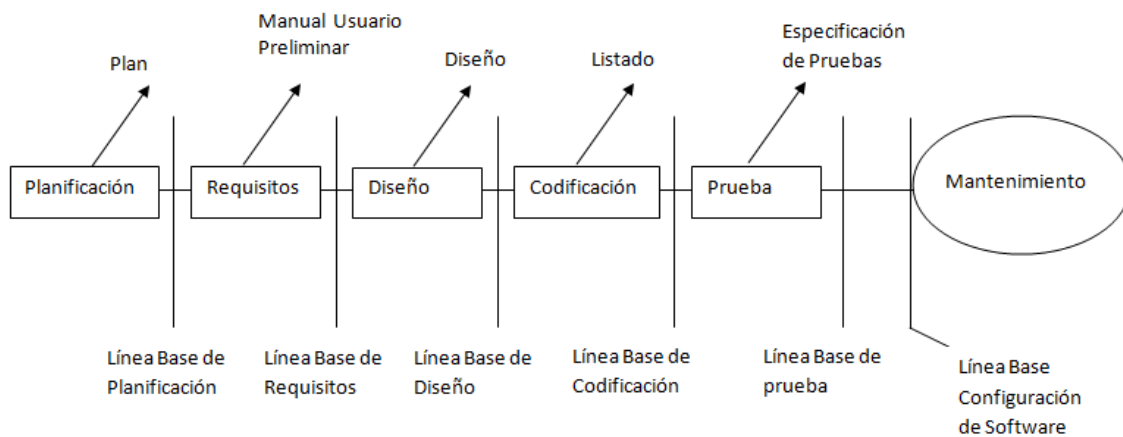 Manual Usuario
Preliminar
Plan
Diseño
Listado
Especificación
de Pruebas
Planificación
Requisitos
Diseño
Codificación
Prueba
Mantenimiento
Línea Base de
Planificación
Línea Base de
Requisitos
Línea Base de
Diseño
Línea Base de
Codificación
Línea Base de
prueba
Línea Base
Configuración
de Software